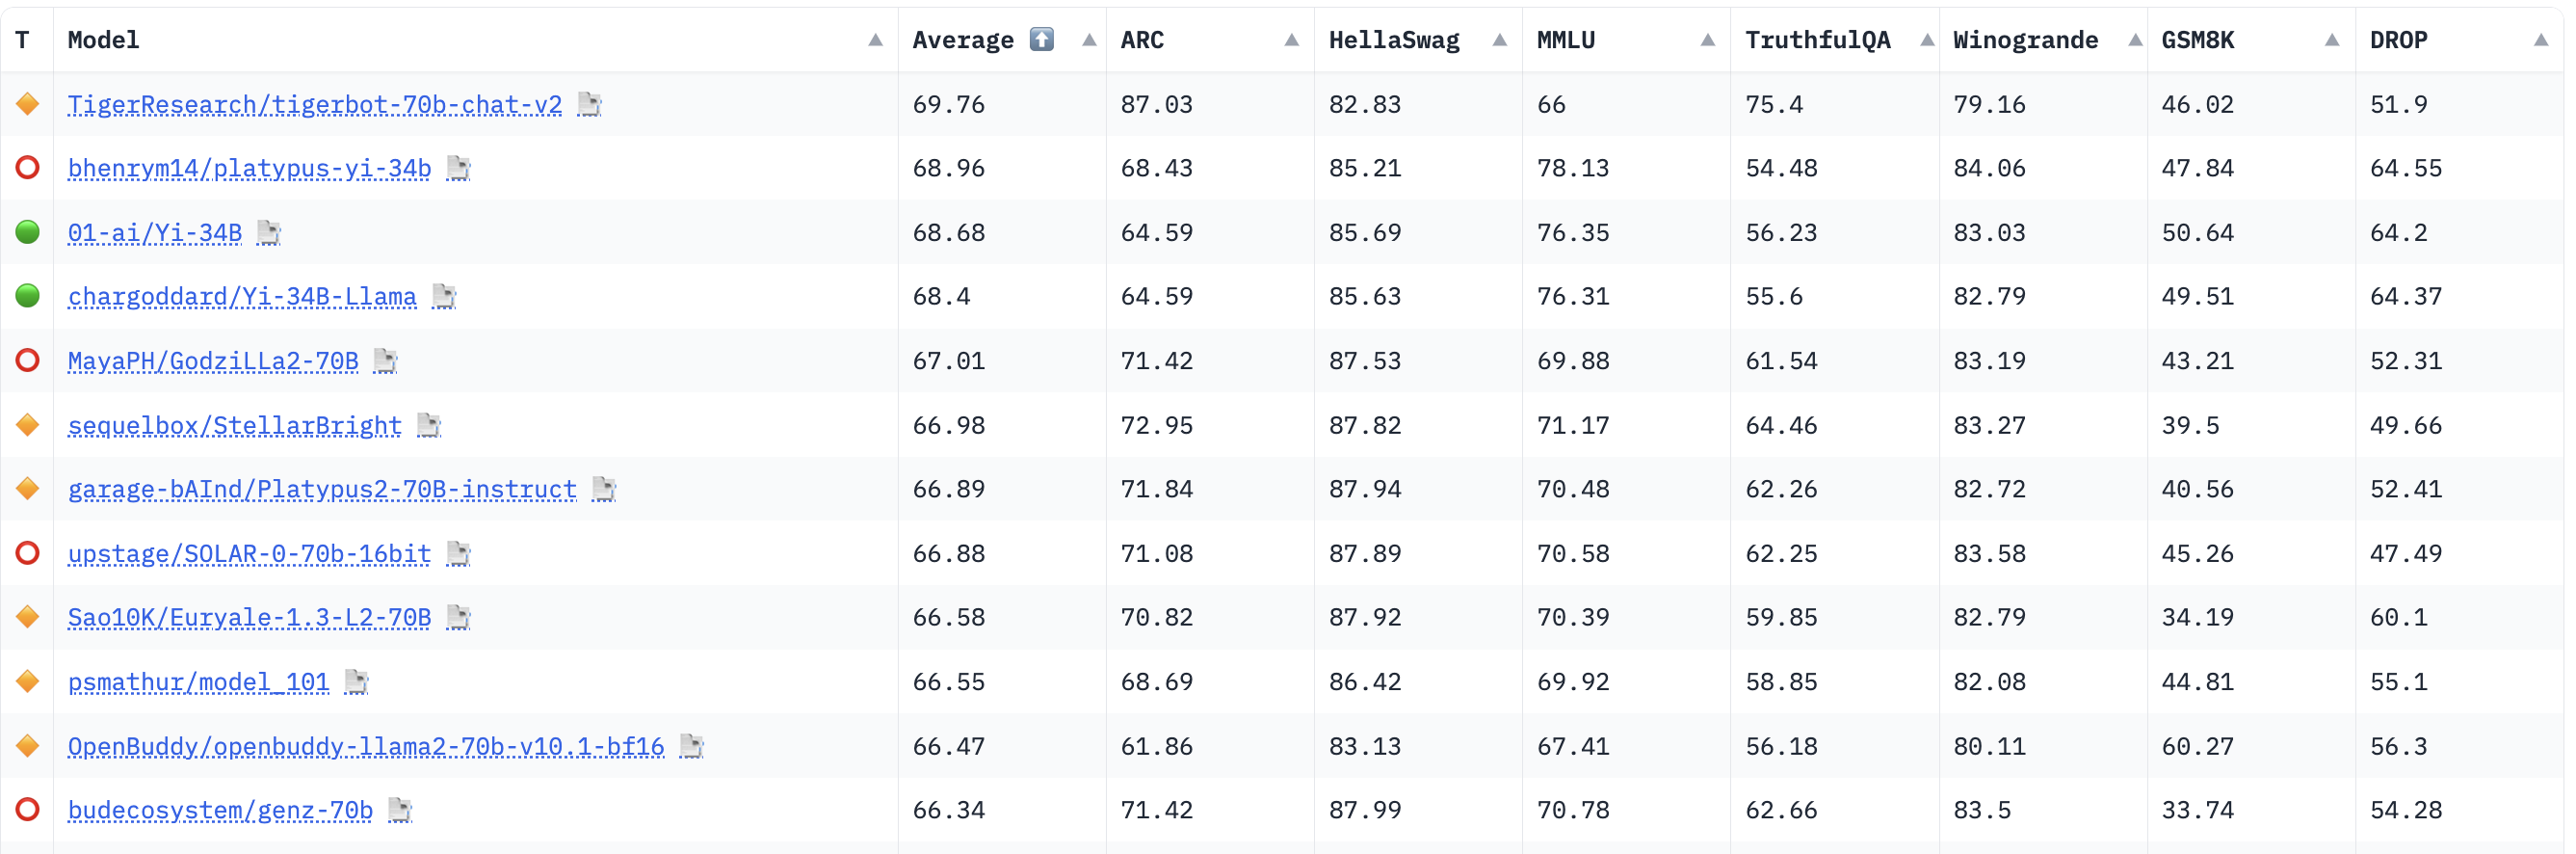 T Model Average ARC HellaSwag MMLU TruthfulQA Winogrande GSM8K DROP
TigerResearch/tigerbot-70b-chat-v2 69.76 87.03 82.83 66 75.4 79.16 46.02 51.9
bhenrym14/platypus-yi-34b 68.96 68.43 85.21 78.13 54.48 84.06 47.84 64.55
01-ai/Yi-34B 68.68 64.59 85.69 76.35 56.23 83.03 50.64 64.2
chargoddard/Yi-34B-Llama 68.4 64.59 85.63 76.31 55.6 82.79 49.51 64.37
MayaPH/GodziLLa2-70B 67.01 71.42 87.53 69.88 61.54 83.19 43.21 52.31
sequelbox/StellarBright 66.98 72.95 87.82 71.17 64.46 83.27 39.5 49.66
garage-bAInd/Platypus2-70B-instruct 66.89 71.84 87.94 70.48 62.26 82.72 40.56 52.41
upstage/SOLAR-0-70b-16bit 66.88 71.08 87.89 70.58 62.25 83.58 45.26 47.49
Sao10K/Euryale-1.3-L2-70B 66.58 70.82 87.92 70.39 59.85 82.79 34.19 60.1
psmathur/model_101 66.55 68.69 86.42 69.92 58.85 82.08 44.81 55.1
OpenBuddy/openbuddy-llama2-70b-v10.1-bf16 66.47 61.86 83.13 67.41 56.18 80.11 60.27 56.3
budecosystem/genz-70b 66.34 71.42 87.99 70.78 62.66 83.5 33.74 54.28